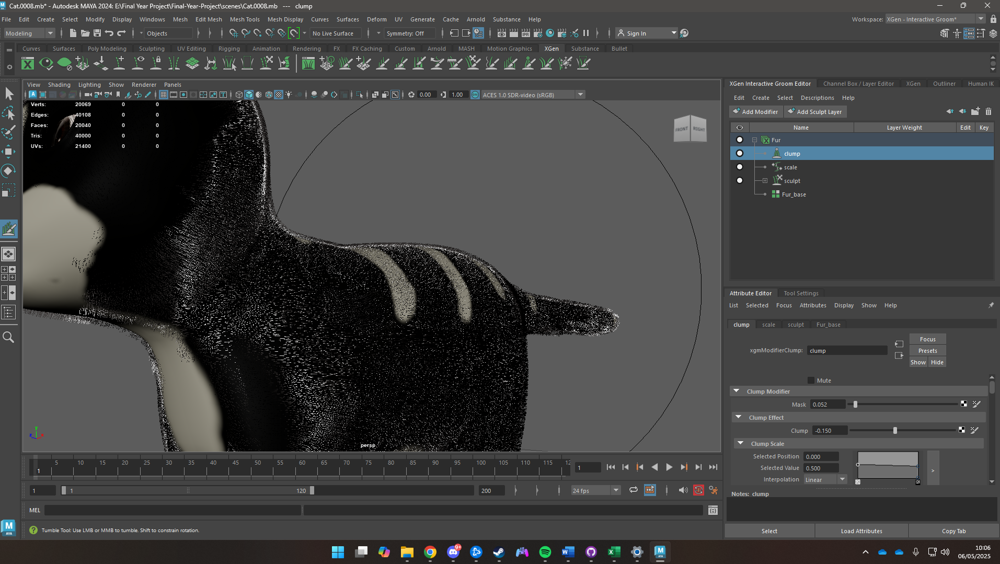 Cat.0008.mb* - Autodesk MAYA 2024: E:\Final Year Project\Final-Year-Project\scenes\Cat.0008.mb   ---   clump
File Edit Create Select Modify Display Windows Mesh Edit Mesh Mesh Tools Mesh Display Curves Surfaces Deform UV Generate Cache Arnold Substance Help
Workspace: XGen - Interactive Groom*
Modeling Objects No Live Surface Symmetry: Off Sign In
Curves Surfaces Poly Modeling Sculpting UV Editing Rigging Animation Rendering FX FX Caching Custom Arnold MASH Motion Graphics XGen Substance Bullet
View Shading Lighting Show Renderer Panels
0.00 1.00 ACES 1.0 SDR-video (sRGB)
Verts: 20069 0 0
Edges: 40108 0 0
Faces: 20040 0 0
Tris: 40000 0 0
UVs: 21400 0 0
FRONT RIGHT
persp
y
z x
XGen Interactive Groom Editor Channel Box / Layer Editor XGen Outliner Human IK
Edit Create Select Descriptions Help
Add Modifier Add Sculpt Layer
Name Layer Weight Edit Key
Fur
clump
scale
sculpt
Fur_base
Attribute Editor Tool Settings
List Selected Focus Attributes Display Show Help
clump scale sculpt Fur_base
Focus
xgmModifierClump: clump
Presets
Show Hide
Mute
Clump Modifier
Mask 0.052
Clump Effect
Clump -0.150
Clump Scale
Selected Position 0.000
Selected Value 0.500
Interpolation Linear
>
Notes: clump
Select Load Attributes Copy Tab
5 10 15 20 25 30 35 40 45 50 55 60 65 70 75 80 85 90 95 100 105 110 115 12
1
1
1 1 120 200 24 fps
MEL
Tumble Tool: Use LMB or MMB to tumble. Shift to constrain rotation.
M
AYA
9+
10:06
06/05/2025